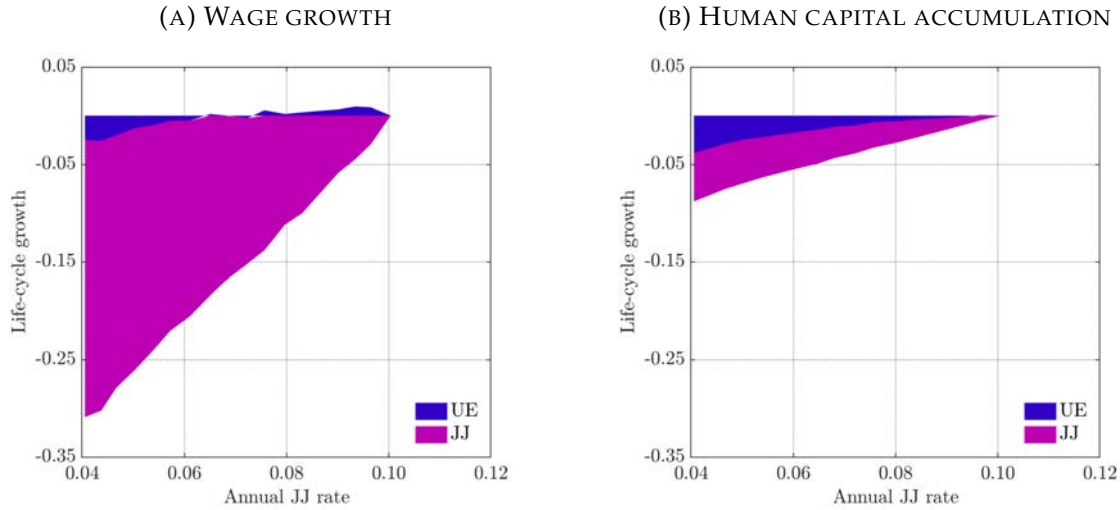 (A) WAGE GROWTH
0.05
-0.05
-0.15
-0.25
-0.35
Life-cycle growth
0.04 0.06 0.08 0.10 0.12
Annual JJ rate
UE
JJ
(B) HUMAN CAPITAL ACCUMULATION
0.05
-0.05
-0.15
-0.25
-0.35
Life-cycle growth
0.04 0.06 0.08 0.10 0.12
Annual JJ rate
UE
JJ